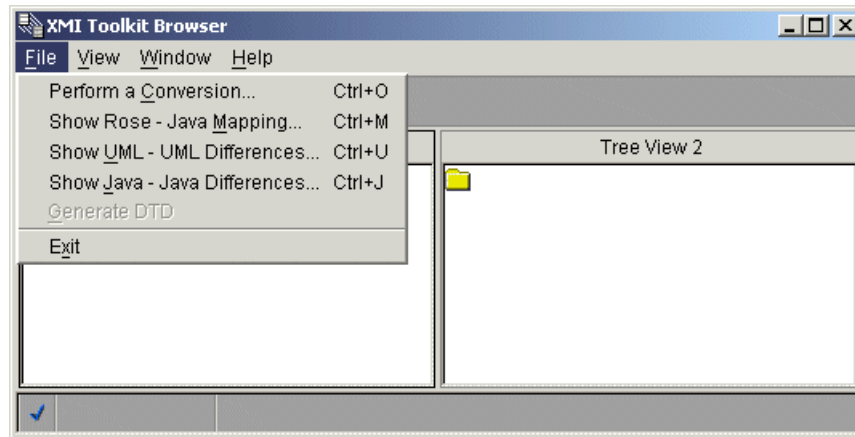 XMI Toolkit Browser
File View Window Help
Perform a Conversion... Ctrl+O
Show Rose - Java Mapping... Ctrl+M
Show UML - UML Differences... Ctrl+U
Show Java - Java Differences... Ctrl+J
Generate DTD
Exit
Tree View 2